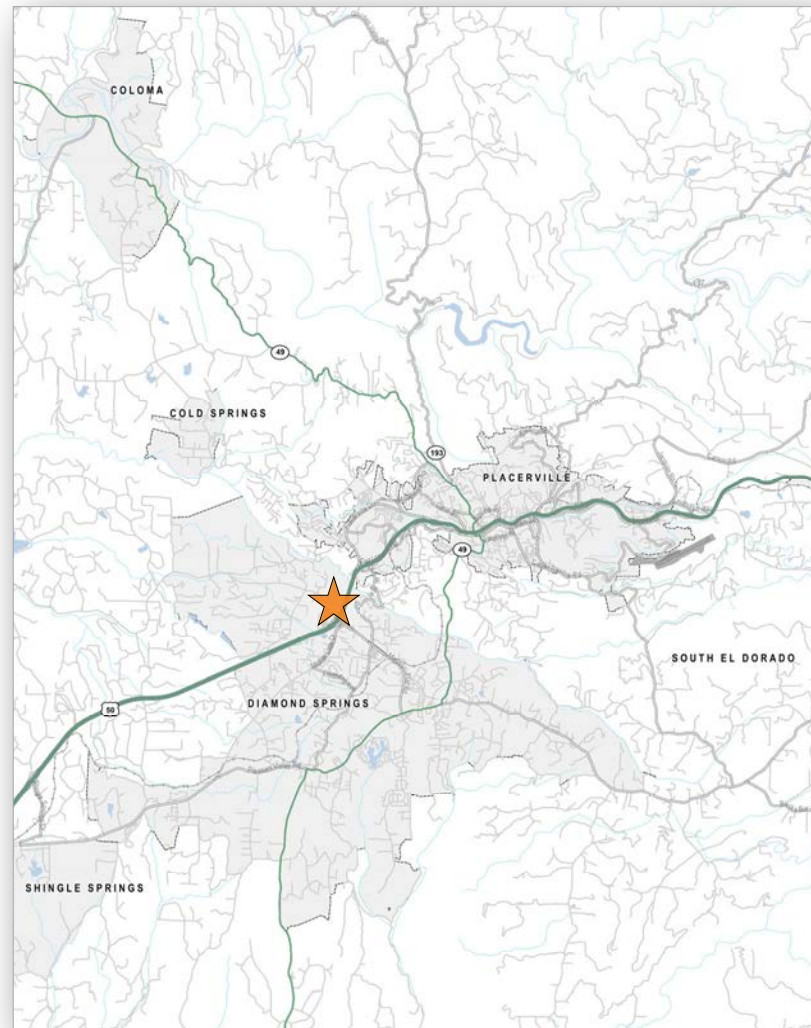 COLOMA
49
COLD SPRINGS
193
PLACERVILLE
49
SOUTH EL DORADO
DIAMOND SPRINGS
50
SHINGLE SPRINGS